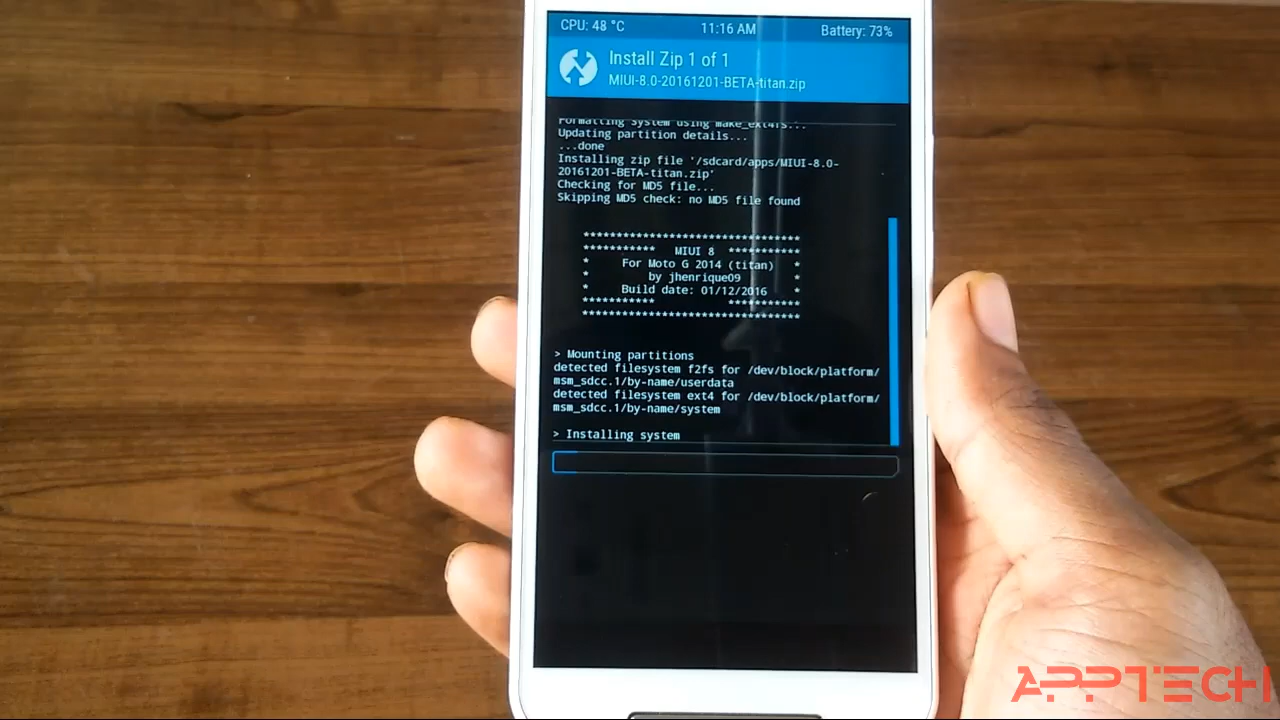 CPU: 48 °C 11:16 AM Battery: 73%
Install Zip 1 of 1
MIUI-8.0-20161201-BETA-titan.zip
Formatting System using make_ext4fs...
Updating partition details...
...done
Installing zip file '/sdcard/apps/MIUI-8.0-
20161201-BETA-titan.zip'
Checking for MD5 file...
Skipping MD5 check: no MD5 file found
********************************
*********** MIUI 8 ***********
* For Moto G 2014 (titan) *
* by jhenrique09 *
* Build date: 01/12/2016 *
*********** ***********
********************************
> Mounting partitions
detected filesystem f2fs for /dev/block/platform/
msm_sdcc.1/by-name/userdata
detected filesystem ext4 for /dev/block/platform/
msm_sdcc.1/by-name/system
> Installing system
APPTECH